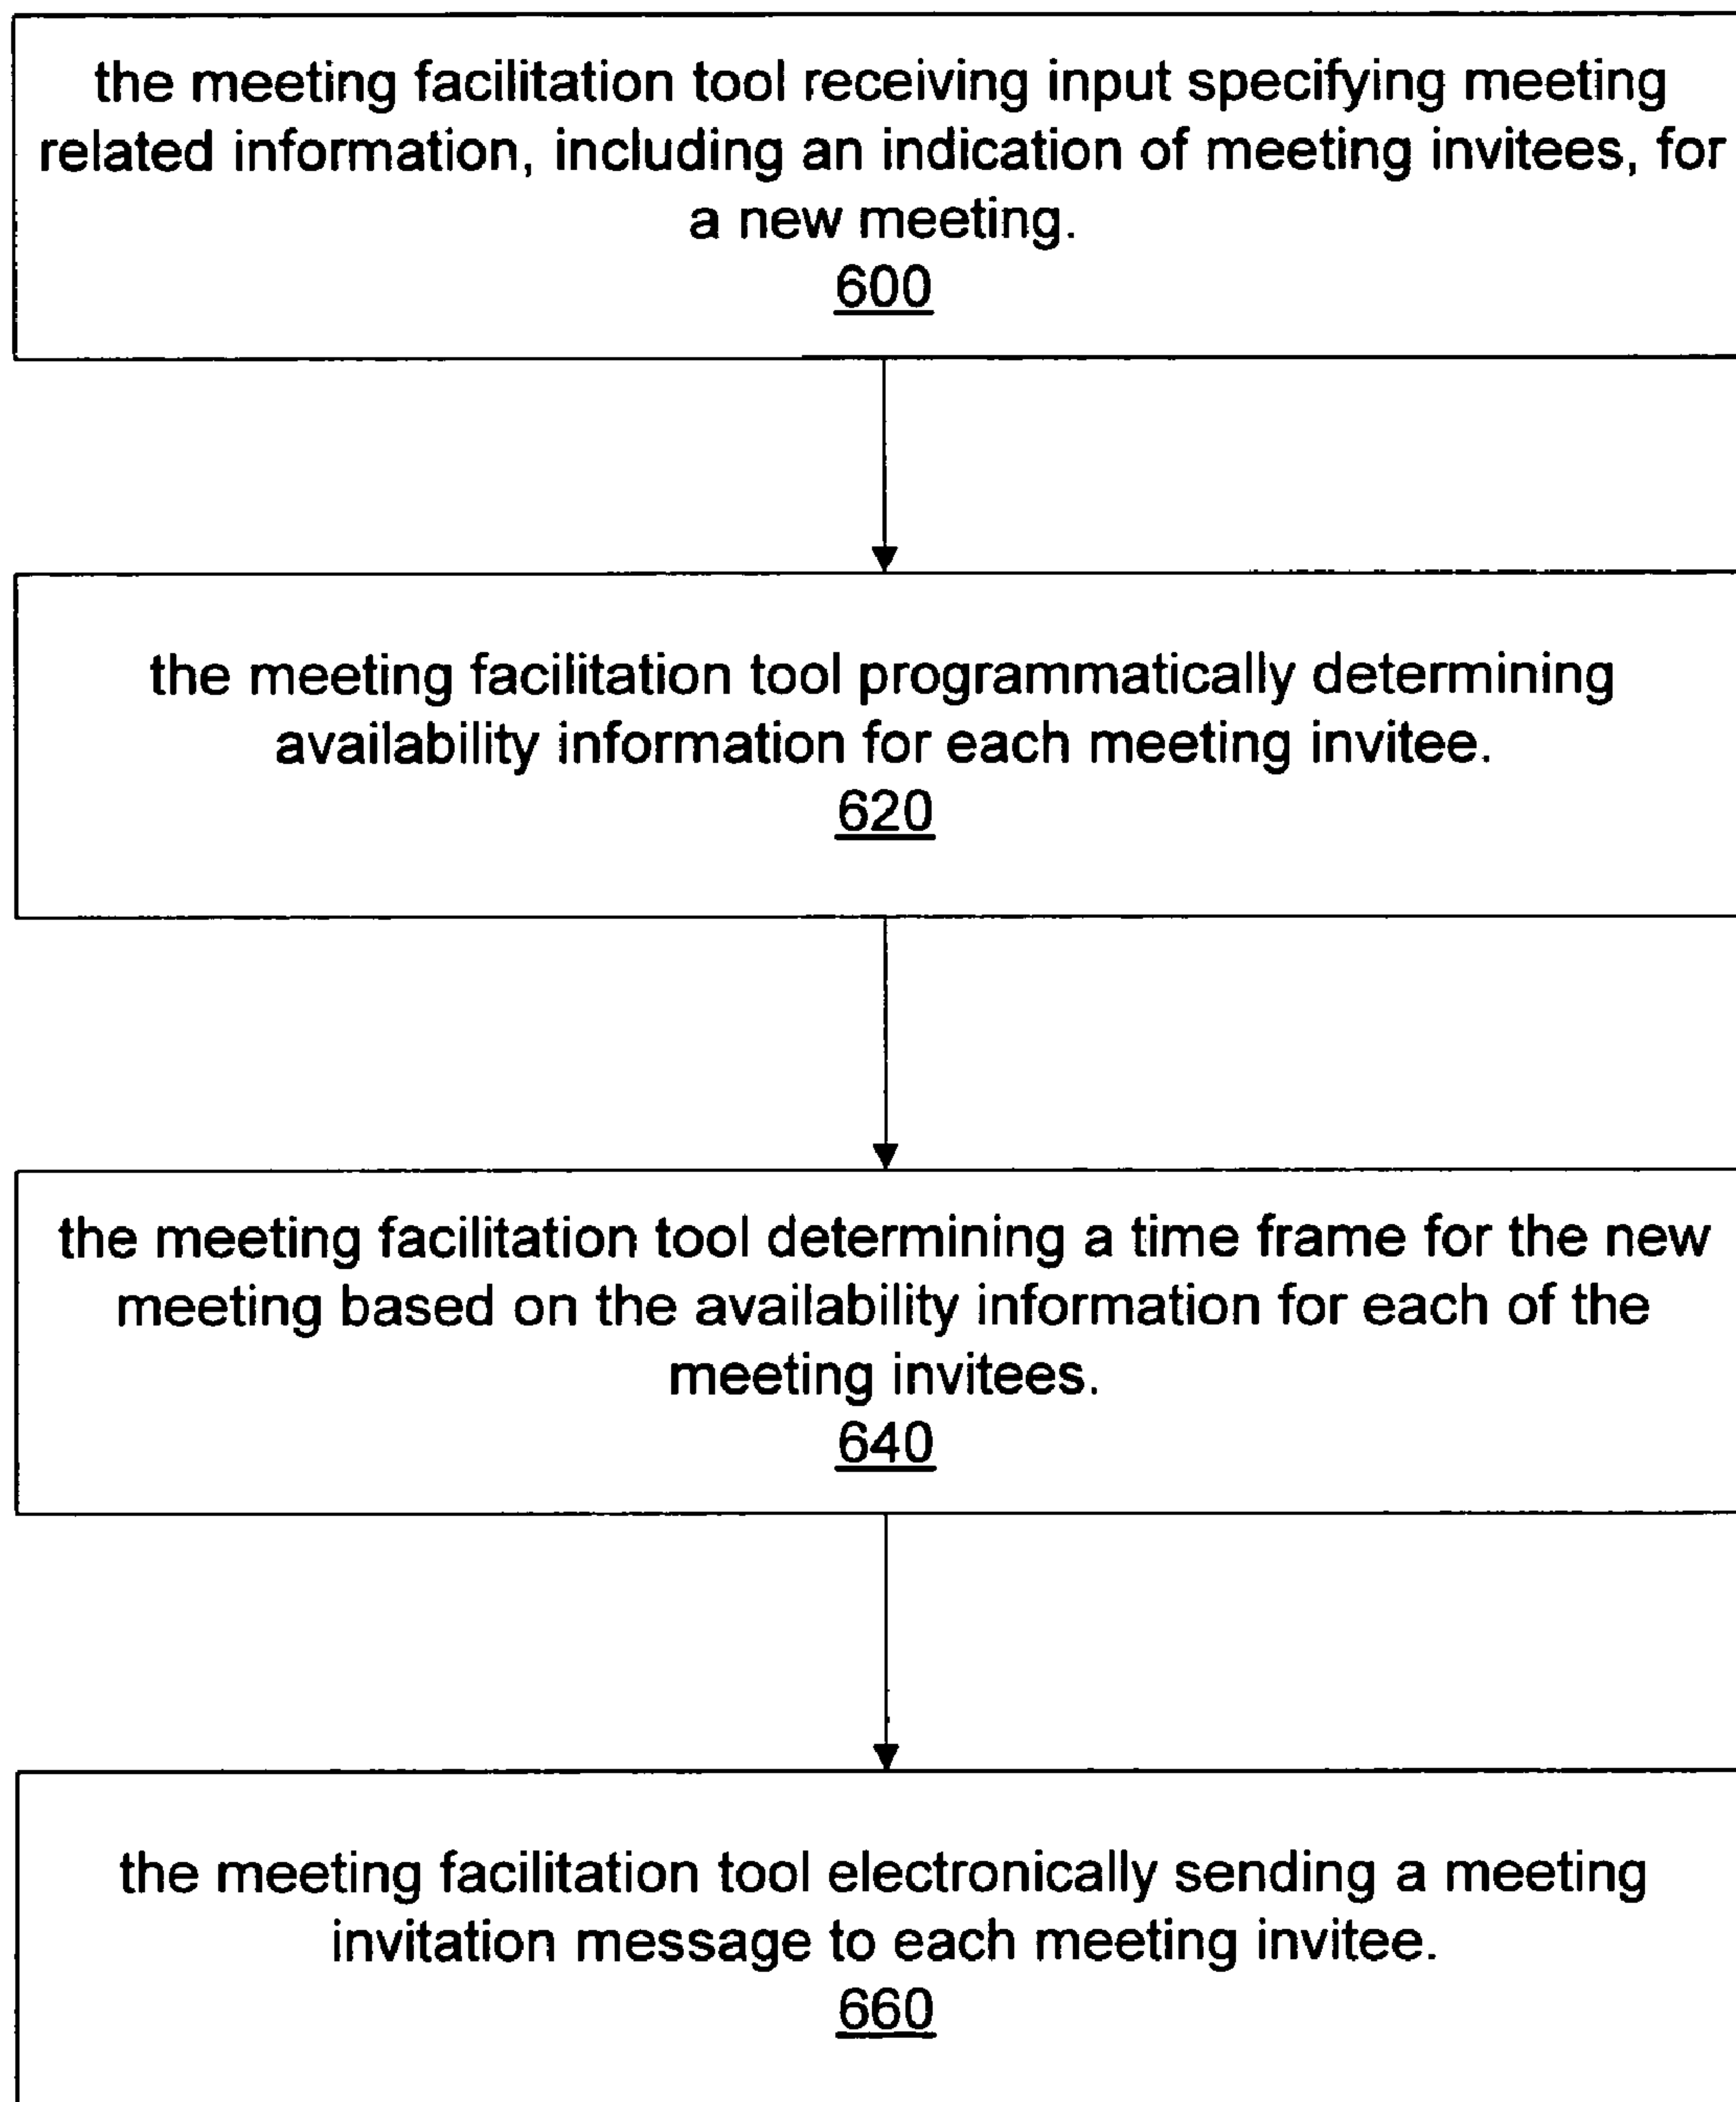 the meeting facilitation tool receiving input specifying meeting
related information, including an indication of meeting invitees, for
a new meeting.
600
the meeting facilitation tool programmatically determining
availability information for each meeting invitee.
620
the meeting facilitation tool determining a time frame for the new
meeting based on the availability information for each of the
meeting invitees.
640
the meeting facilitation tool electronically sending a meeting
invitation message to each meeting invitee.
660